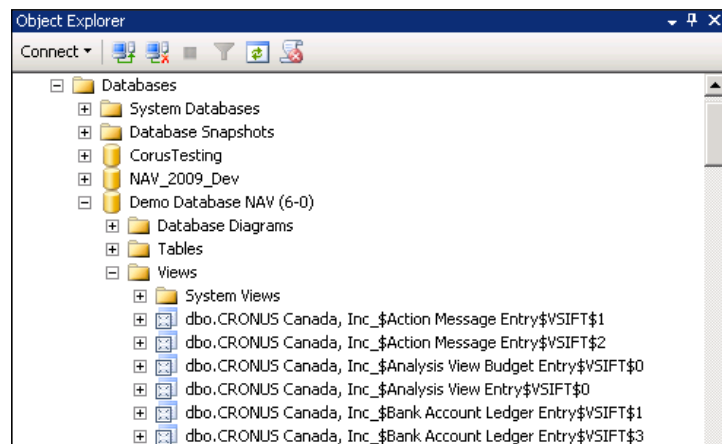 Object Explorer
Connect
Databases
System Databases
Database Snapshots
CorusTesting
NAV_2009_Dev
Demo Database NAV (6-0)
Database Diagrams
Tables
Views
System Views
dbo.CRONUS Canada, Inc_$Action Message Entry$VSIFT$1
dbo.CRONUS Canada, Inc_$Action Message Entry$VSIFT$2
dbo.CRONUS Canada, Inc_$Analysis View Budget Entry$VSIFT$0
dbo.CRONUS Canada, Inc_$Analysis View Entry$VSIFT$0
dbo.CRONUS Canada, Inc_$Bank Account Ledger Entry$VSIFT$1
dbo.CRONUS Canada, Inc_$Bank Account Ledger Entry$VSIFT$3